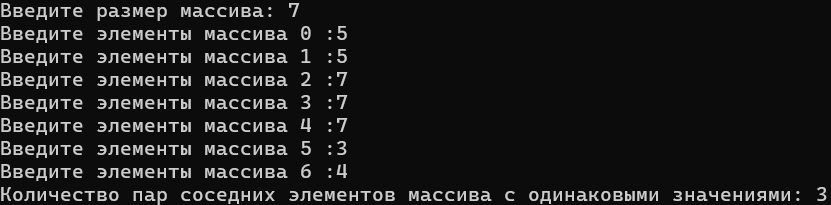 Введите размер массива: 7
Введите элементы массива 0 :5
Введите элементы массива 1 :5
Введите элементы массива 2 :7
Введите элементы массива 3 :7
Введите элементы массива 4 :7
Введите элементы массива 5 :3
Введите элементы массива 6 :4
Количество пар соседних элементов массива с одинаковыми значениями: 3